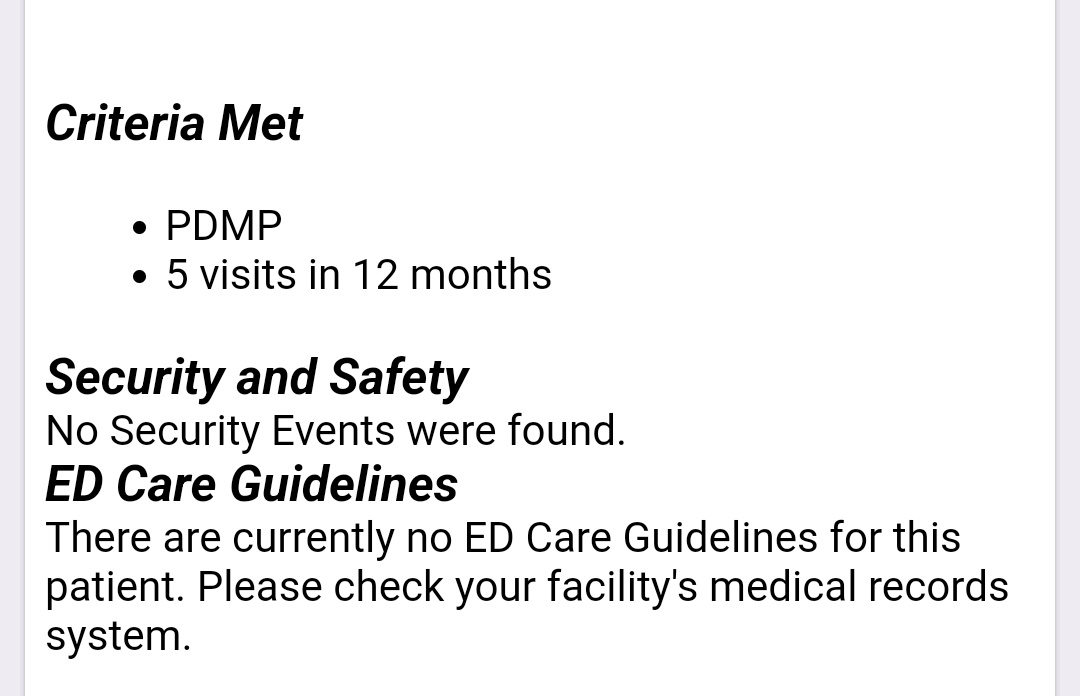 Criteria Met
• PDMP
• 5 visits in 12 months
Security and Safety
No Security Events were found.
ED Care Guidelines
There are currently no ED Care Guidelines for this
patient. Please check your facility's medical records
system.